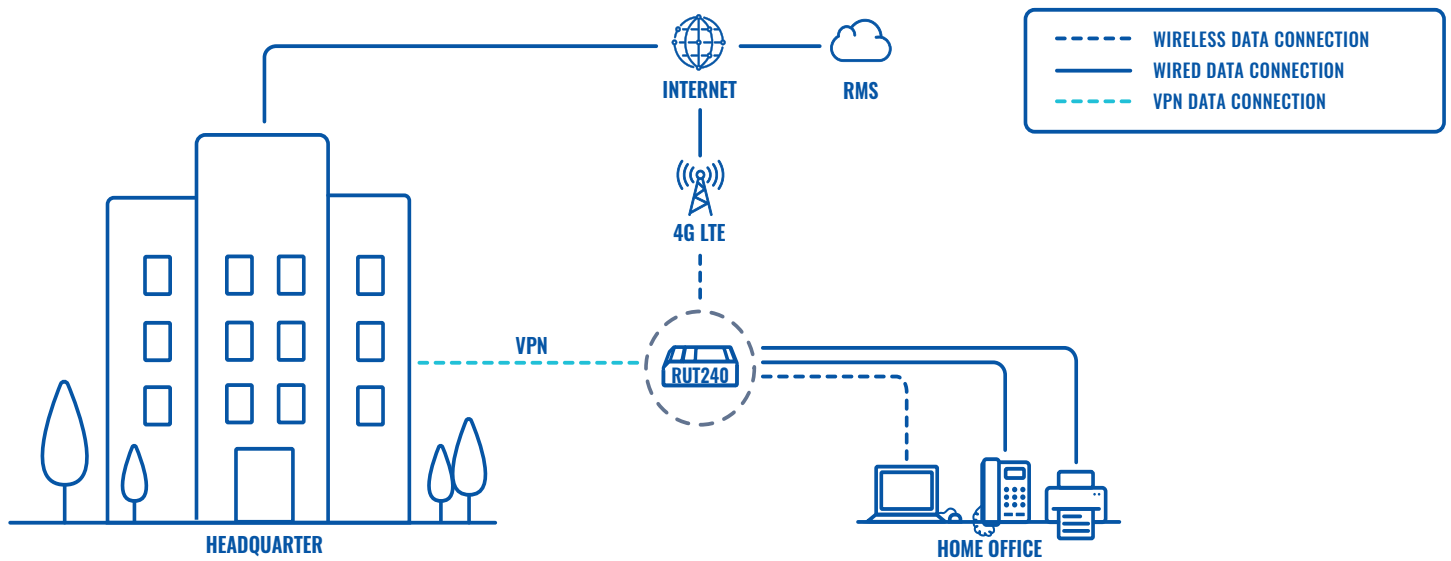 INTERNET
RMS
WIRELESS DATA CONNECTION
WIRED DATA CONNECTION
VPN DATA CONNECTION
4G LTE
VPN
RUT240
HEADQUARTER
HOME OFFICE